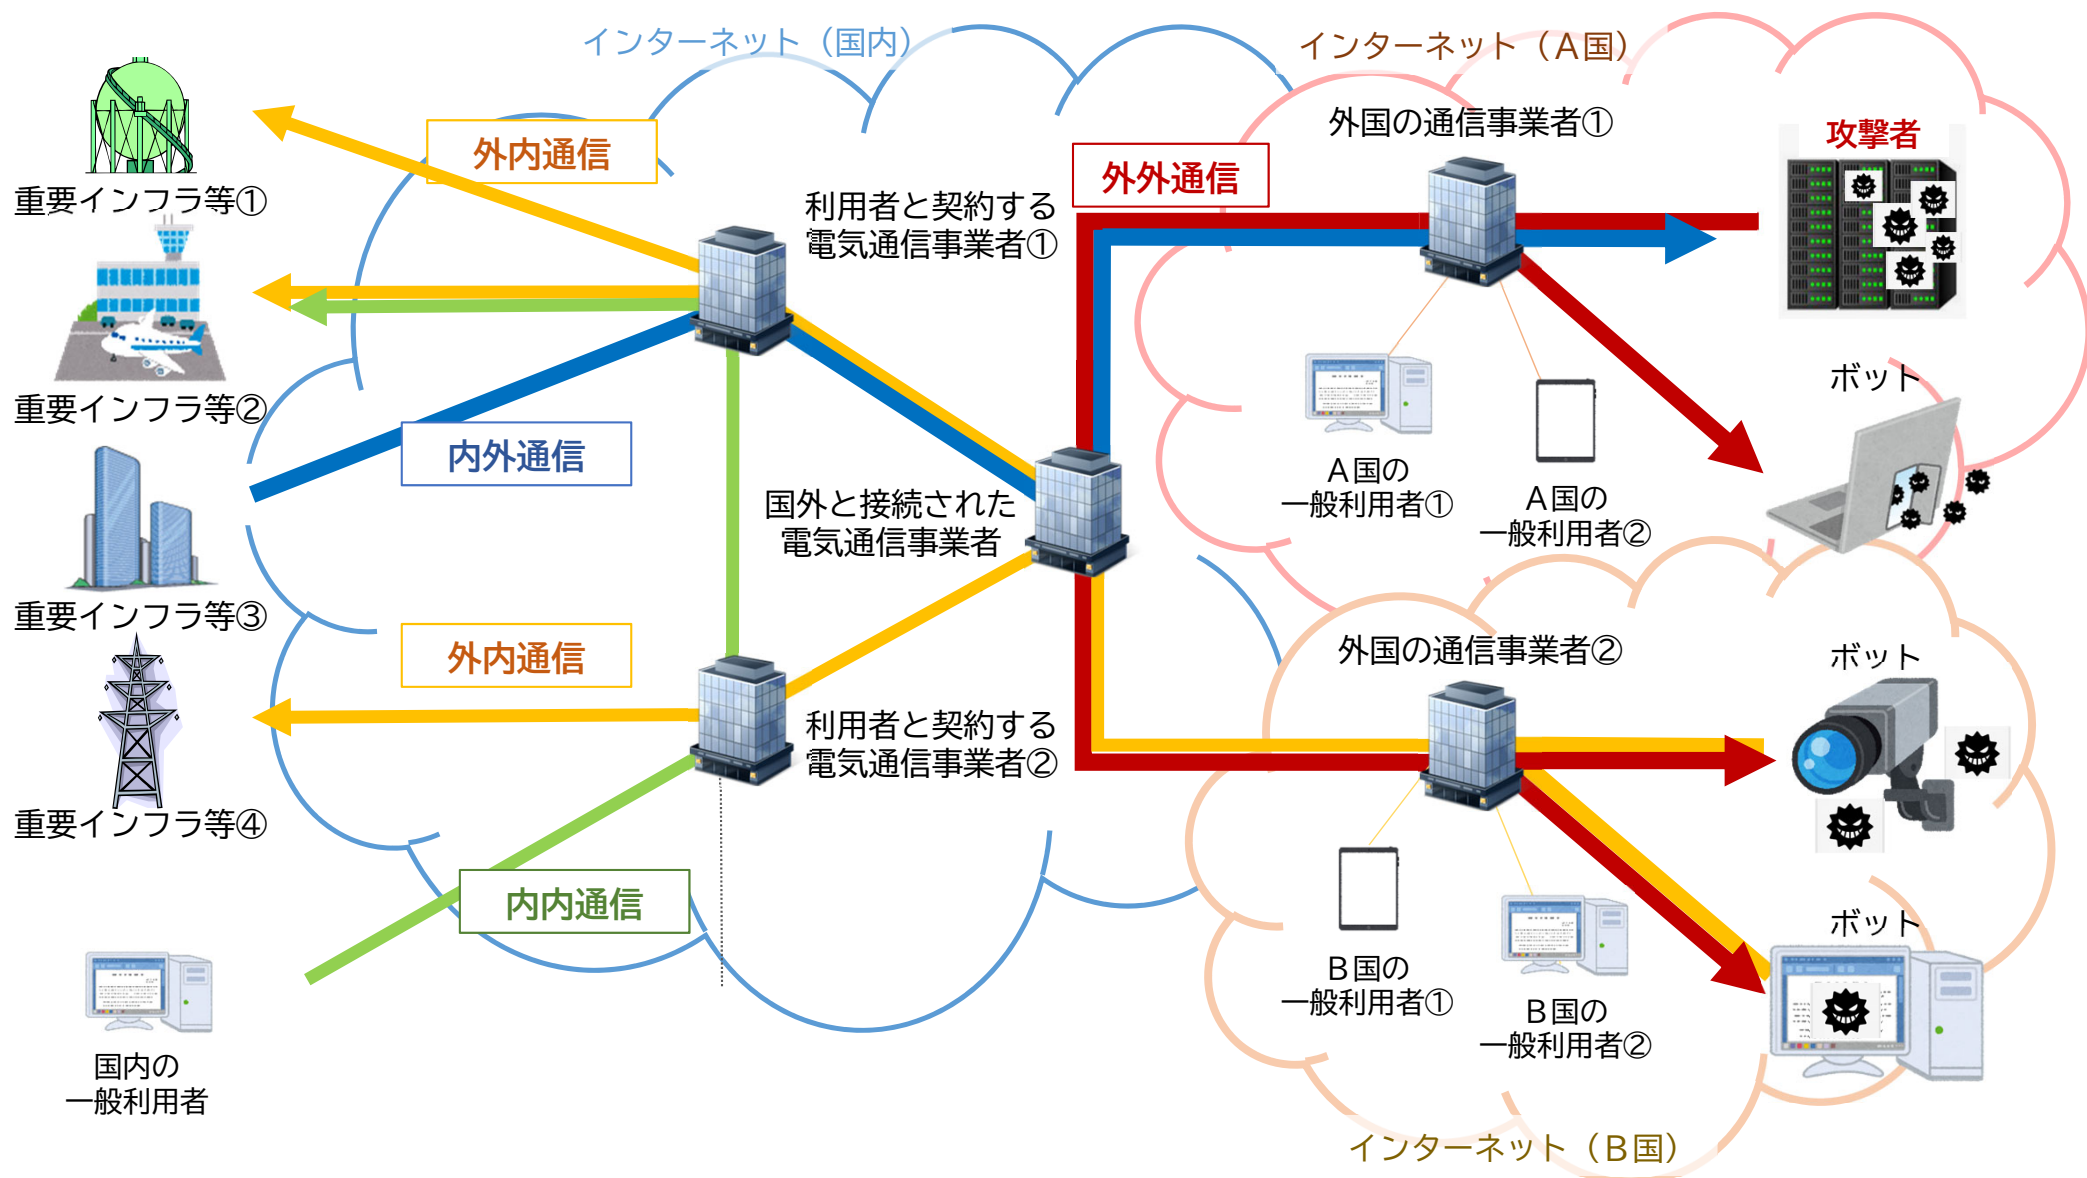 インターネット（国内）
インターネット（Ａ国）
外国の通信事業者①
攻撃者
外内通信
外外通信
重要インフラ等①
利用者と契約する
電気通信事業者①
ボット
重要インフラ等②
内外通信
Ａ国の
一般利用者①
Ａ国の
一般利用者②
国外と接続された
電気通信事業者
重要インフラ等③
外内通信
外国の通信事業者②
ボット
利用者と契約する
電気通信事業者②
重要インフラ等④
内内通信
ボット
Ｂ国の
一般利用者①
Ｂ国の
一般利用者②
国内の
一般利用者
インターネット（Ｂ国）